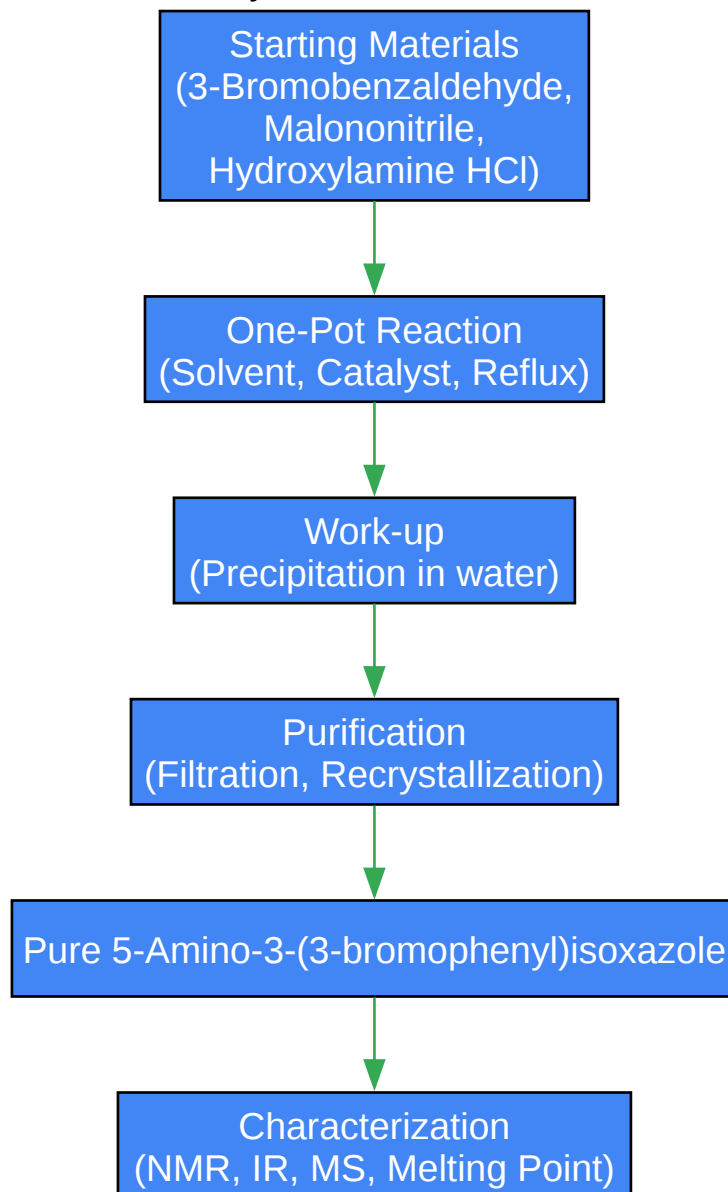 Starting Materials
(3-Bromobenzaldehyde,
Malononitrile,
Hydroxylamine HCl)
One-Pot Reaction
(Solvent, Catalyst, Reflux)
Work-up
(Precipitation in water)
Purification
(Filtration, Recrystallization)
Pure 5-Amino-3-(3-bromophenyl)isoxazole
Characterization
(NMR, IR, MS, Melting Point)